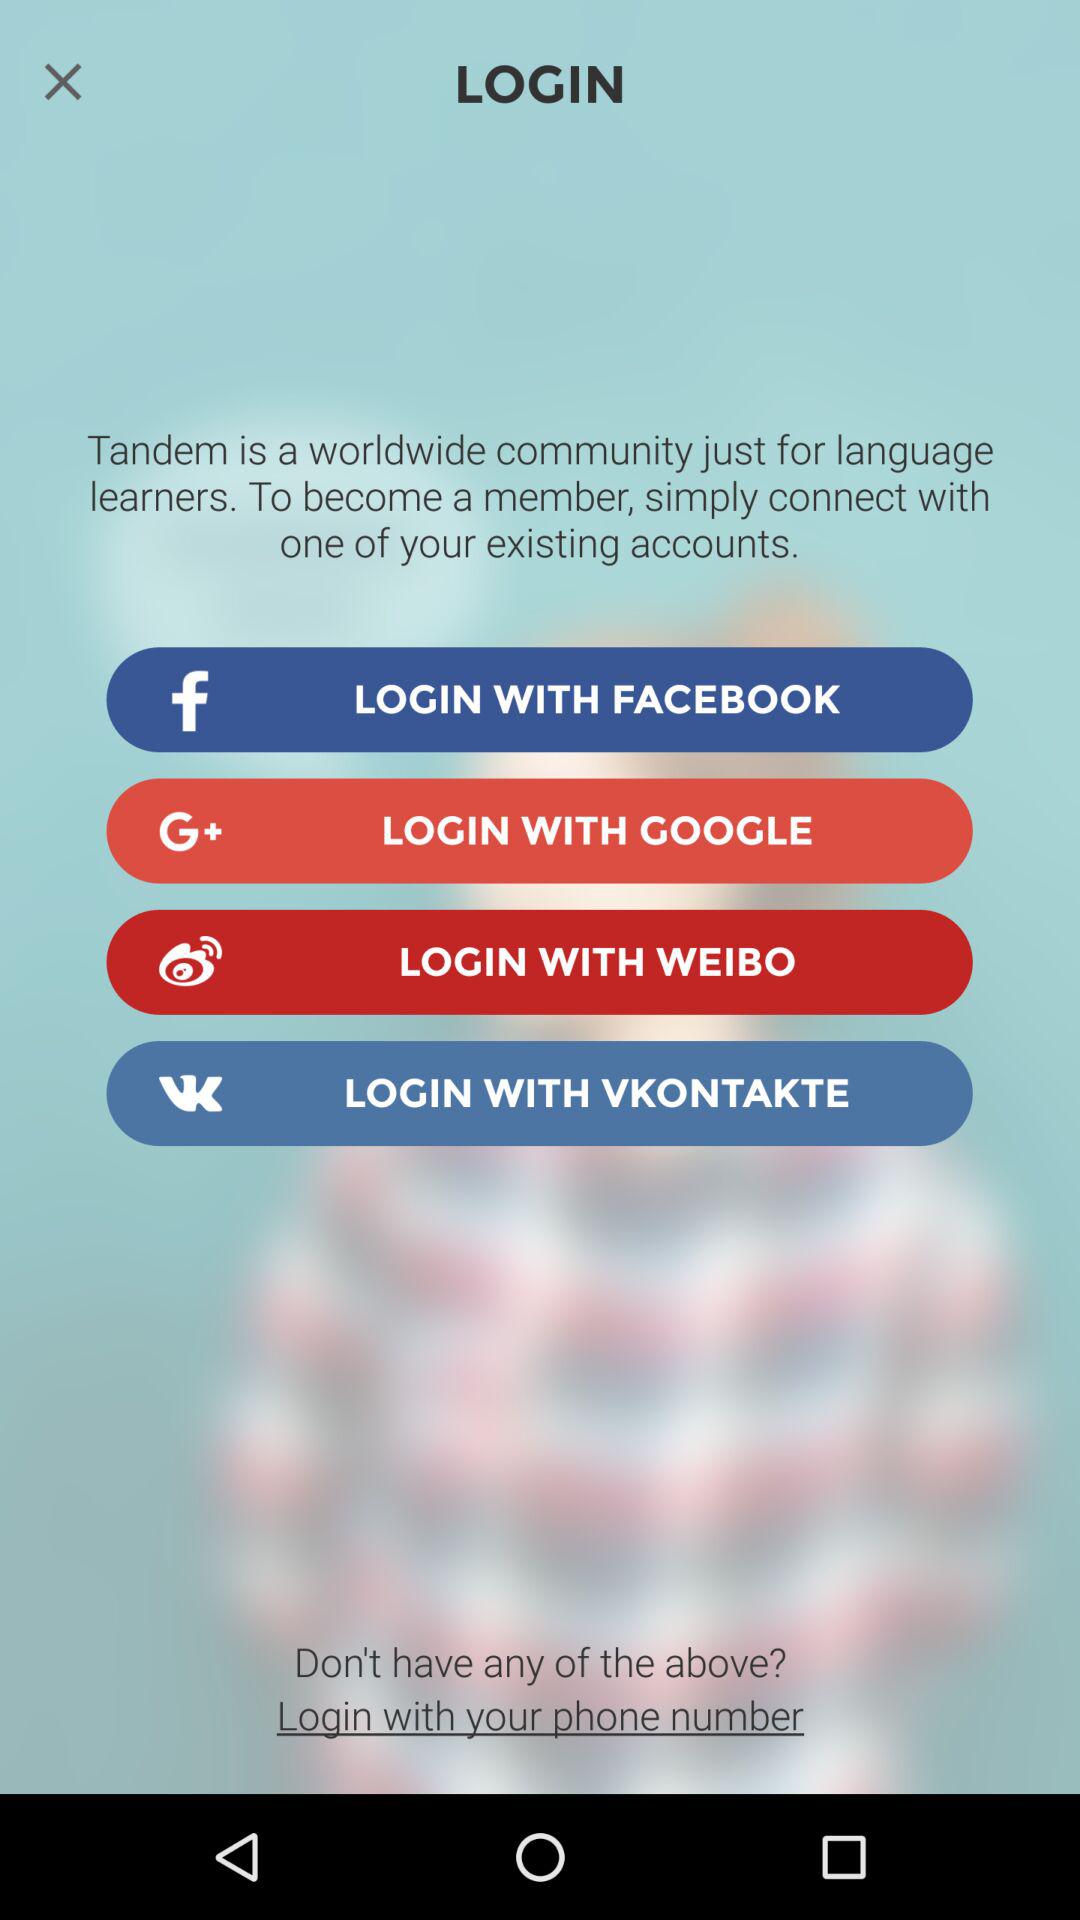 LOGIN
Tandem is a worldwide community just for language
learners. To become a member, simply connect with
one of your existing accounts.
f LOGIN WITH FACEBOOK
G+ LOGIN WITH GOOGLE
LOGIN WITH WEIBO
VK LOGIN WITH VKONTAKTE
Don't have any of the above?
Login with your phone number